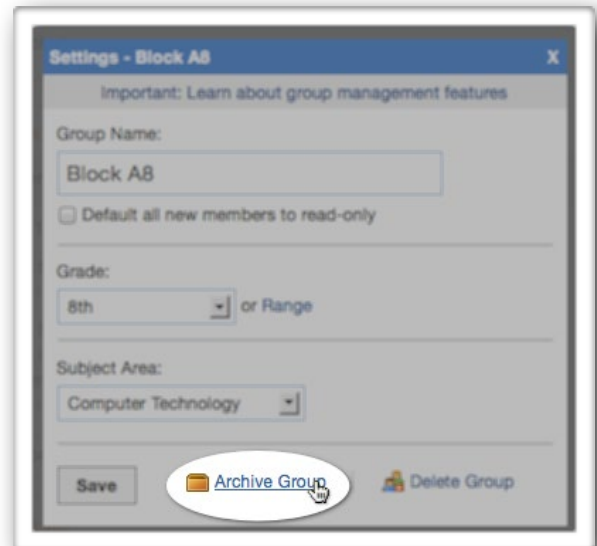 Settings - Block A8 X
Important: Learn about group management features
Group Name:
Block A8
Default all new members to read-only
Grade:
8th or Range
Subject Area:
Computer Technology
Save Archive Group Delete Group